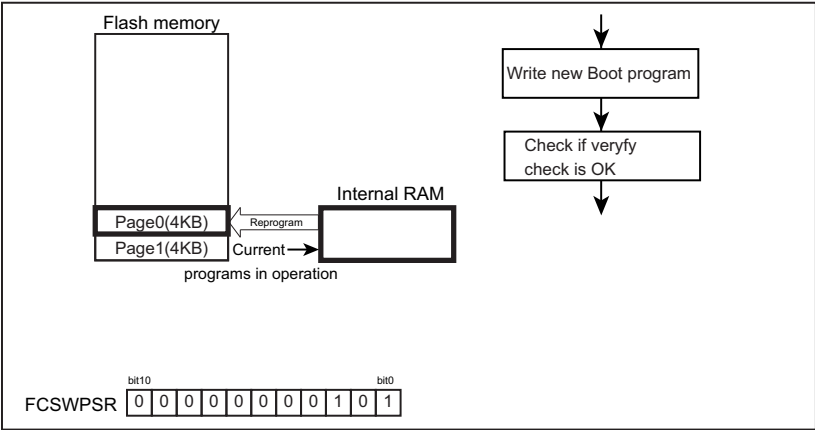 Flash memory
Write new Boot program
Check if veryfy
check is OK
Internal RAM
Page0(4KB)
Reprogram
Page1(4KB)
Current
programs in operation
bit10
bit0
FCSWPSR
0 0 0 0 0 0 0 0 1 0 1